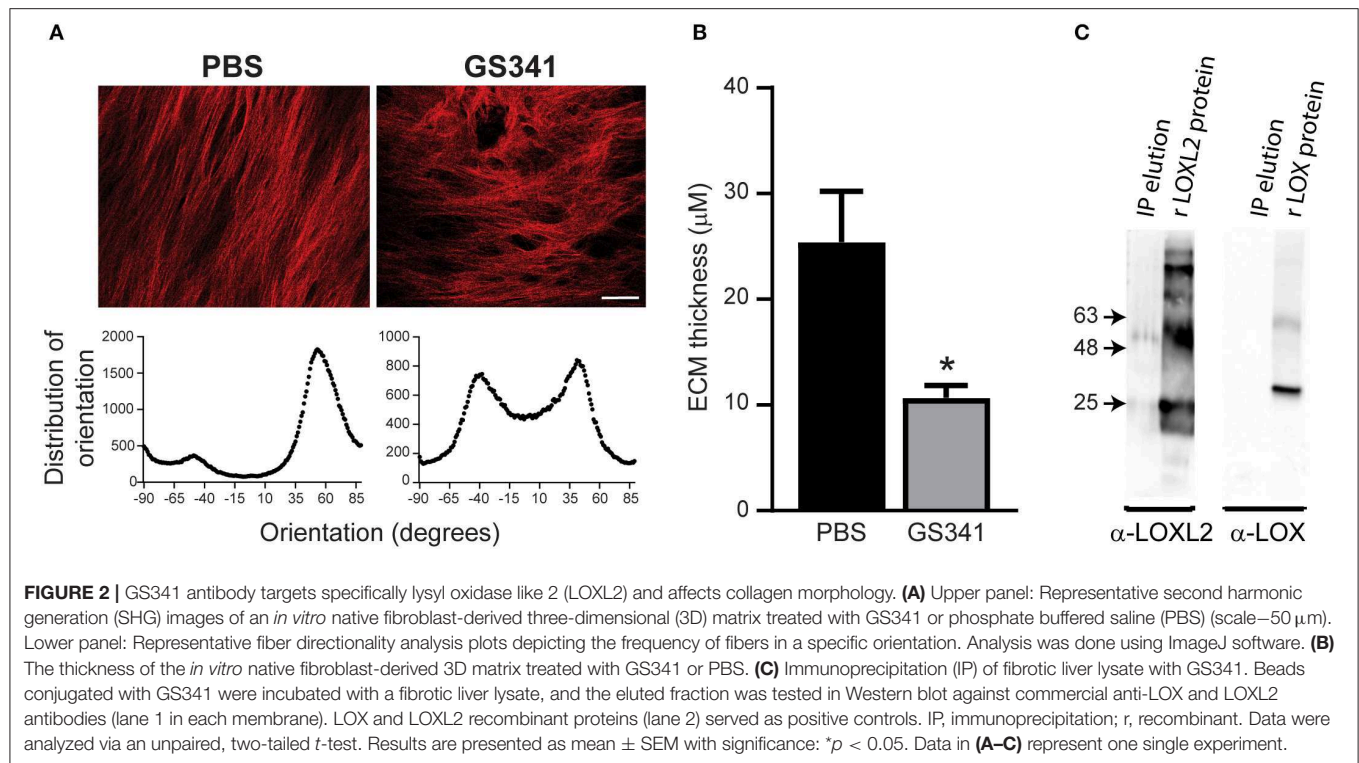 A
PBS
GS341
Distribution of
orientation
2000
1500
1000
500
0
-90 -65 -40 -15 10 35 60 85
1000
800
600
400
200
0
-90 -65 -40 -15 10 35 60 85
Orientation (degrees)
B
ECM thickness (μM)
40
30
20
10
0
*
PBS
GS341
C
IP elution
r LOXL2 protein
IP elution
r LOX protein
63
48
25
α-LOXL2
α-LOX
FIGURE 2 | GS341 antibody targets specifically lysyl oxidase like 2 (LOXL2) and affects collagen morphology. (A) Upper panel: Representative second harmonic
generation (SHG) images of an in vitro native fibroblast-derived three-dimensional (3D) matrix treated with GS341 or phosphate buffered saline (PBS) (scale–50 μm).
Lower panel: Representative fiber directionality analysis plots depicting the frequency of fibers in a specific orientation. Analysis was done using ImageJ software. (B)
The thickness of the in vitro native fibroblast-derived 3D matrix treated with GS341 or PBS. (C) Immunoprecipitation (IP) of fibrotic liver lysate with GS341. Beads
conjugated with GS341 were incubated with a fibrotic liver lysate, and the eluted fraction was tested in Western blot against commercial anti-LOX and LOXL2
antibodies (lane 1 in each membrane). LOX and LOXL2 recombinant proteins (lane 2) served as positive controls. IP, immunoprecipitation; r, recombinant. Data were
analyzed via an unpaired, two-tailed t-test. Results are presented as mean ± SEM with significance: *p < 0.05. Data in (A–C) represent one single experiment.